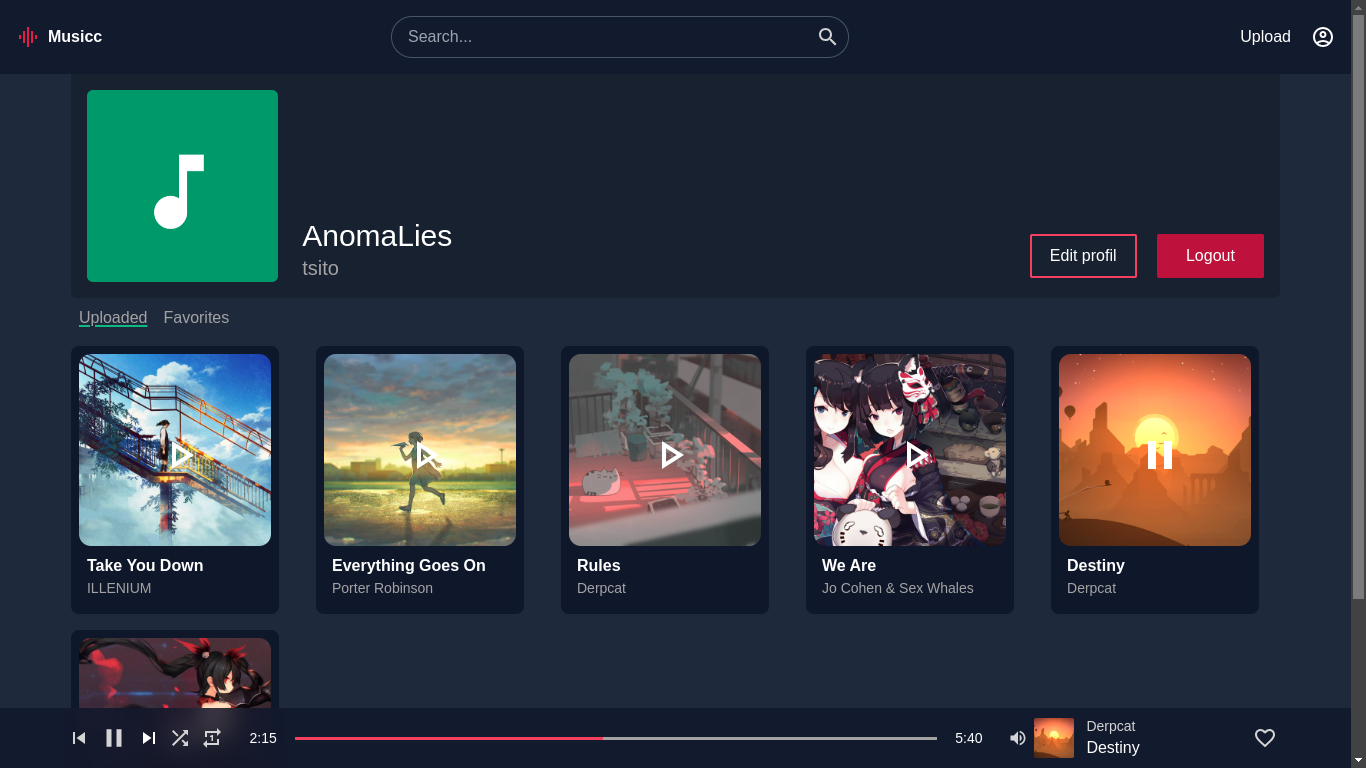 Musicc
Search...
Upload
AnomaLies
tsito
Edit profil
Logout
Uploaded
Favorites
Take You Down
ILLENIUM
Everything Goes On
Porter Robinson
Rules
Derpcat
We Are
Jo Cohen & Sex Whales
Destiny
Derpcat
1
2:15
5:40
Derpcat
Destiny